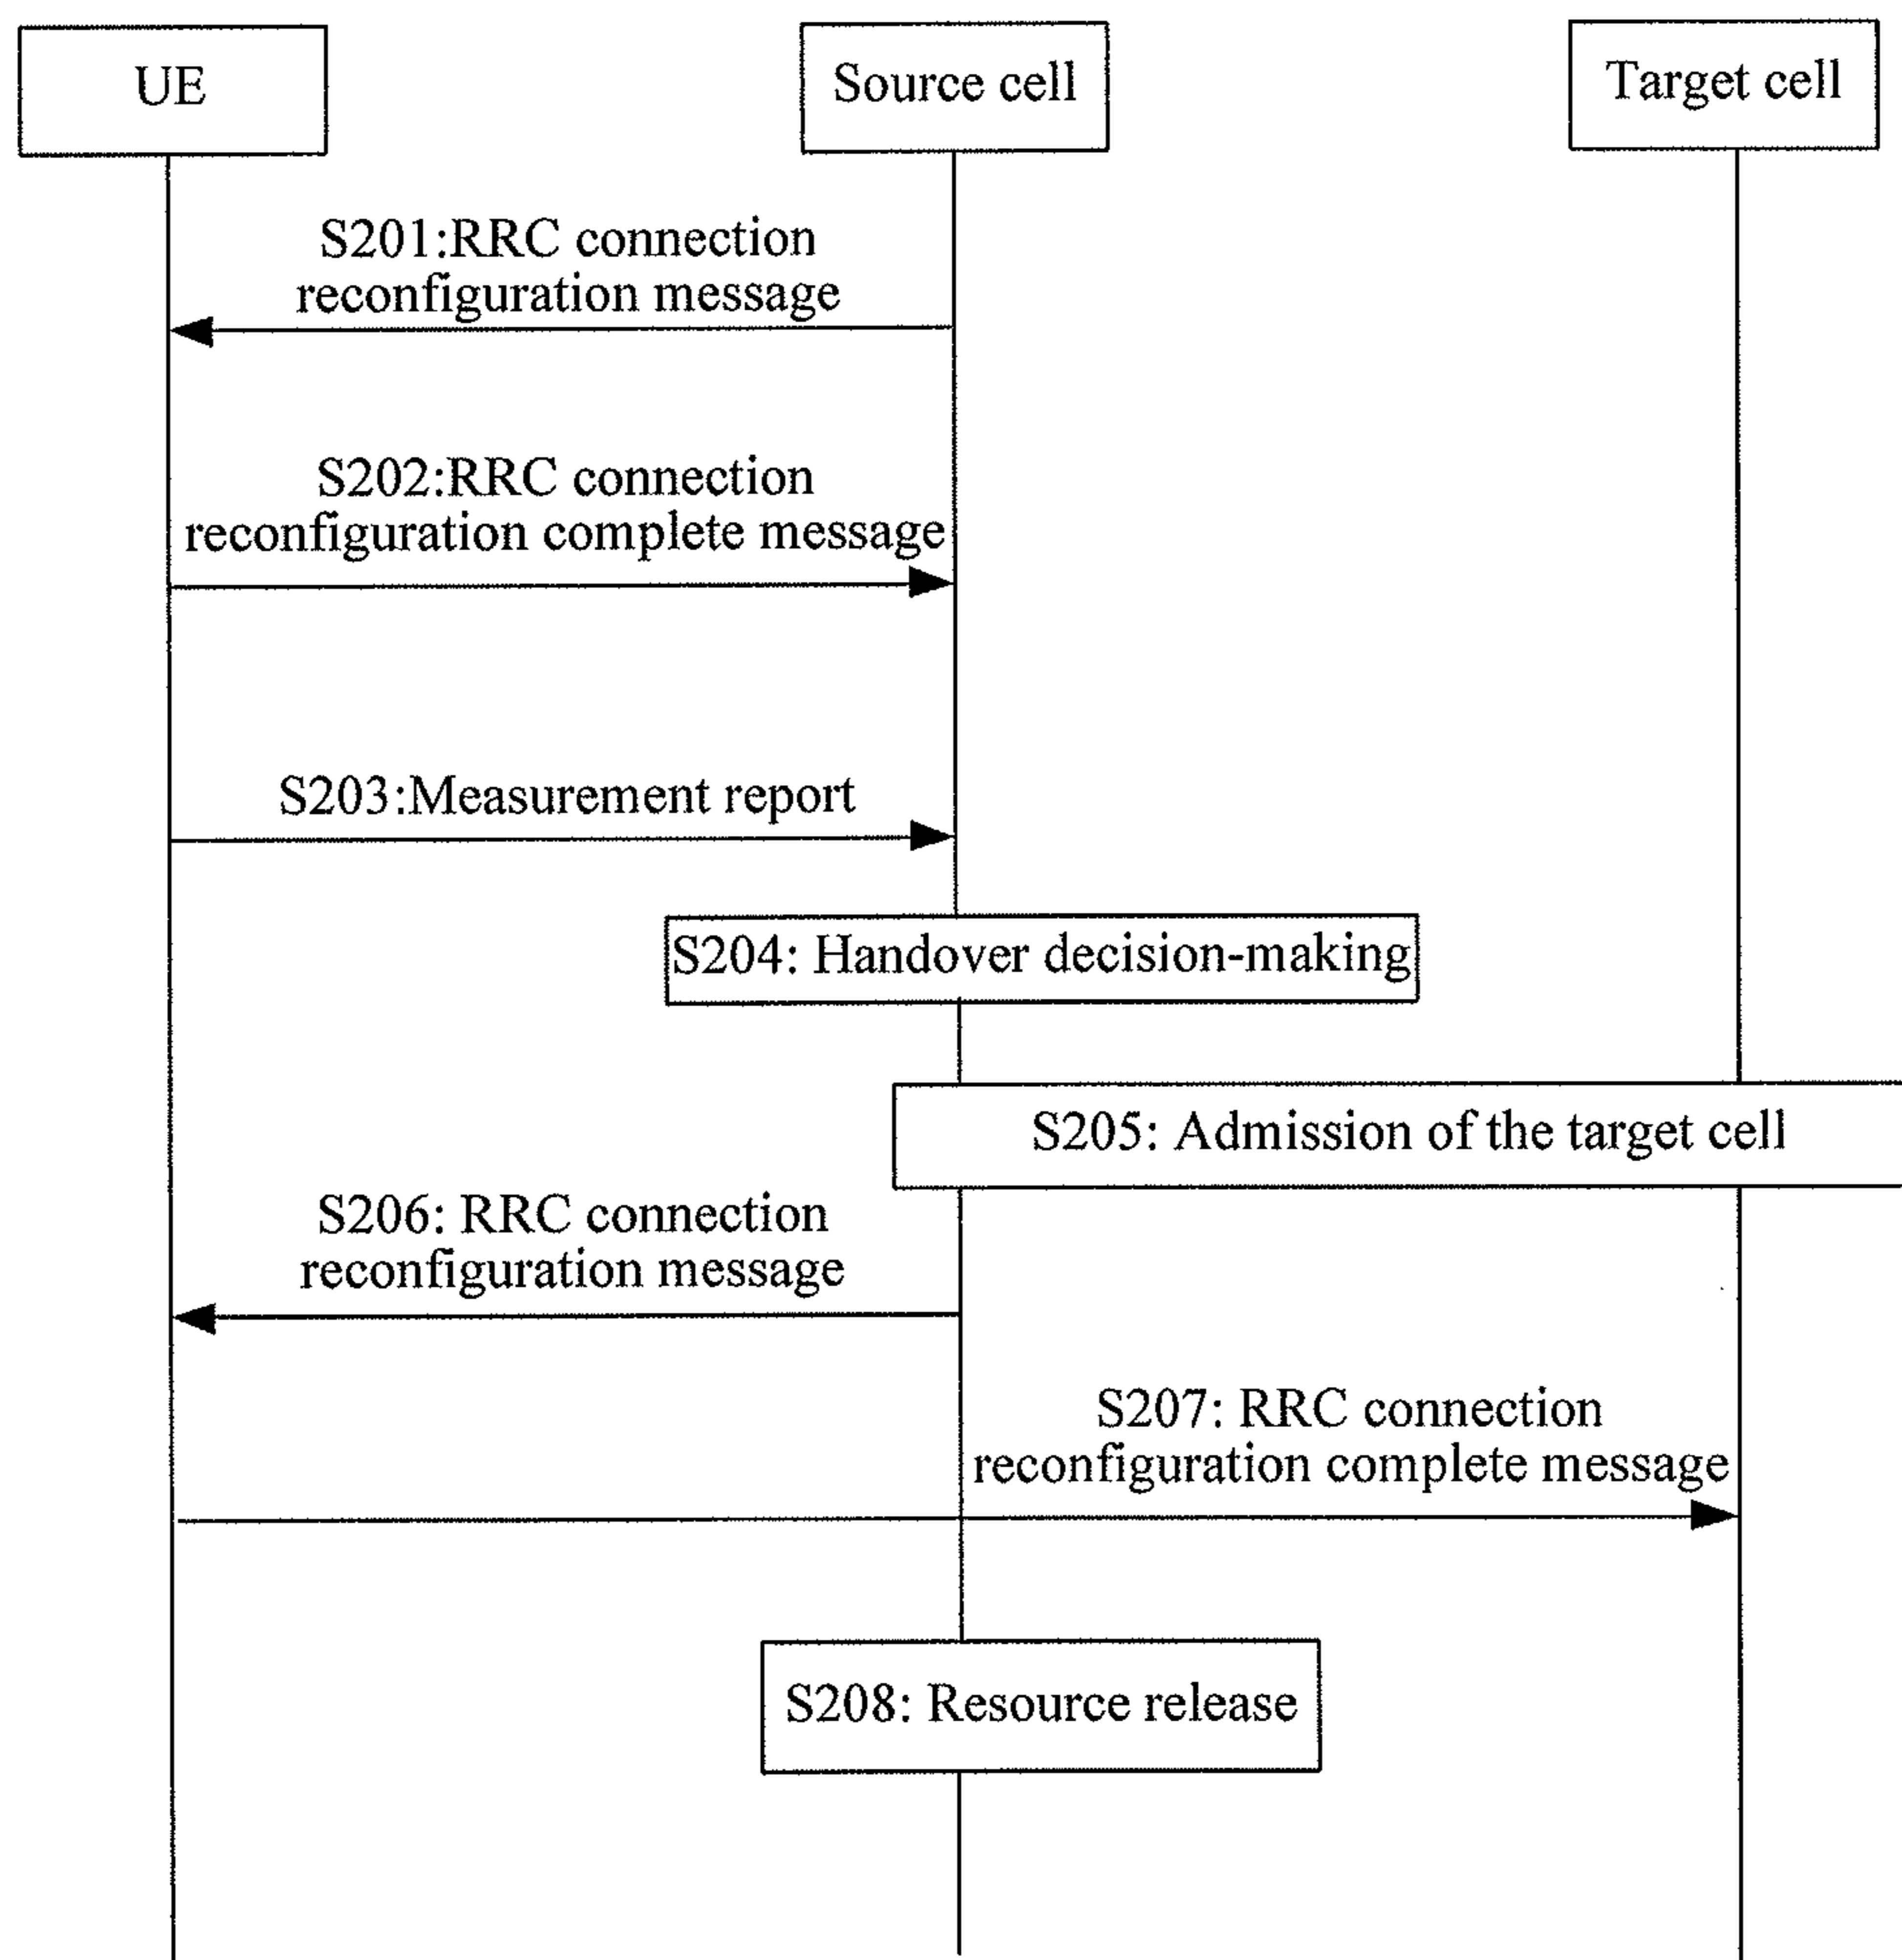 UE
Source cell
Target cell
S201:RRC connection
reconfiguration message
S202:RRC connection
reconfiguration complete message
S203:Measurement report
S204: Handover decision-making
S205: Admission of the target cell
S206: RRC connection
reconfiguration message
S207: RRC connection
reconfiguration complete message
S208: Resource release